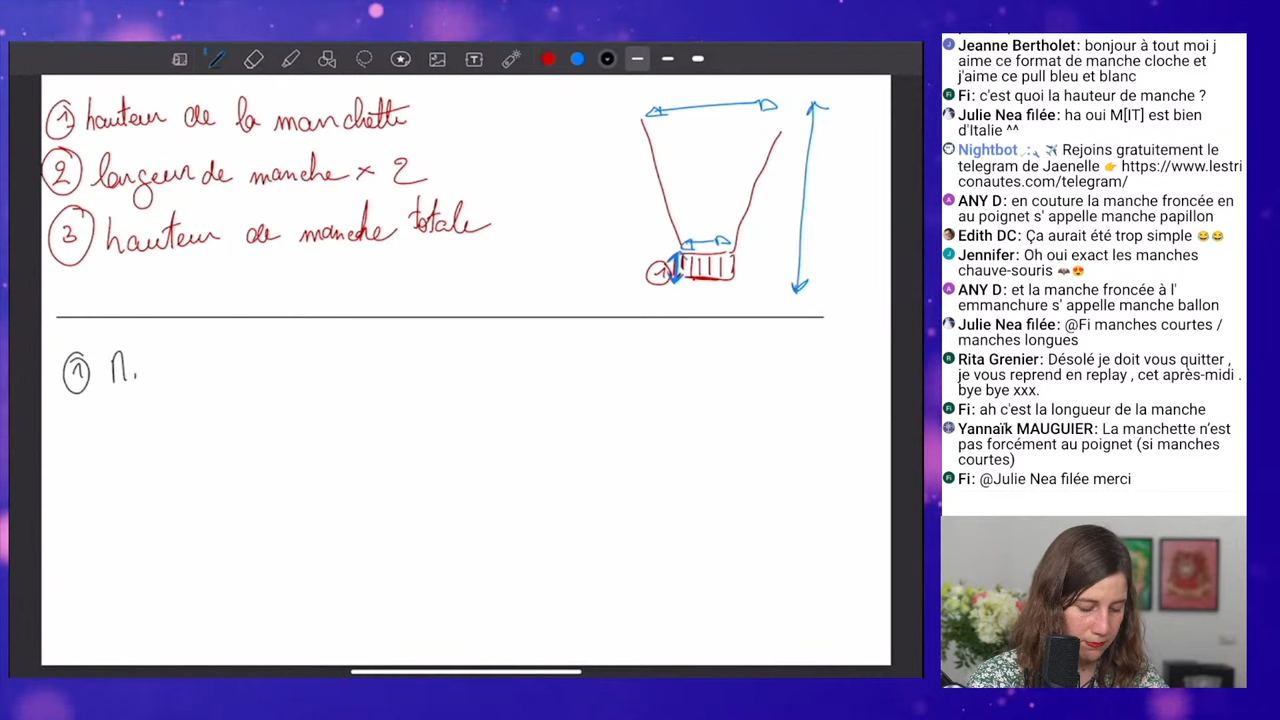 ① hauteur de la manchette
② largeur de manche × 2
③ hauteur de manche totale
①
① M.
T
Jeanne Bertholet: bonjour à tout moi j
aime ce format de manche cloche et
j'aime ce pull bleu et blanc
Fi: c'est quoi la hauteur de manche ?
Julie Nea filée: ha oui M[IT] est bien
d'Italie ^^
Nightbot: ✈️ Rejoins gratuitement le
telegram de Jaenelle 👉 https://www.lestri
conautes.com/telegram/
ANY D: en couture la manche froncée en
au poignet s' appelle manche papillon
Edith DC: Ça aurait été trop simple 😂😂
Jennifer: Oh oui exact les manches
chauve-souris 🦇😍
ANY D: et la manche froncée à l'
emmanchure s' appelle manche ballon
Julie Nea filée: @Fi manches courtes /
manches longues
Rita Grenier: Désolé je doit vous quitter ,
je vous reprend en replay , cet après-midi .
bye bye xxx.
Fi: ah c'est la longueur de la manche
Yannaïk MAUGUIER: La manchette n'est
pas forcément au poignet (si manches
courtes)
Fi: @Julie Nea filée merci